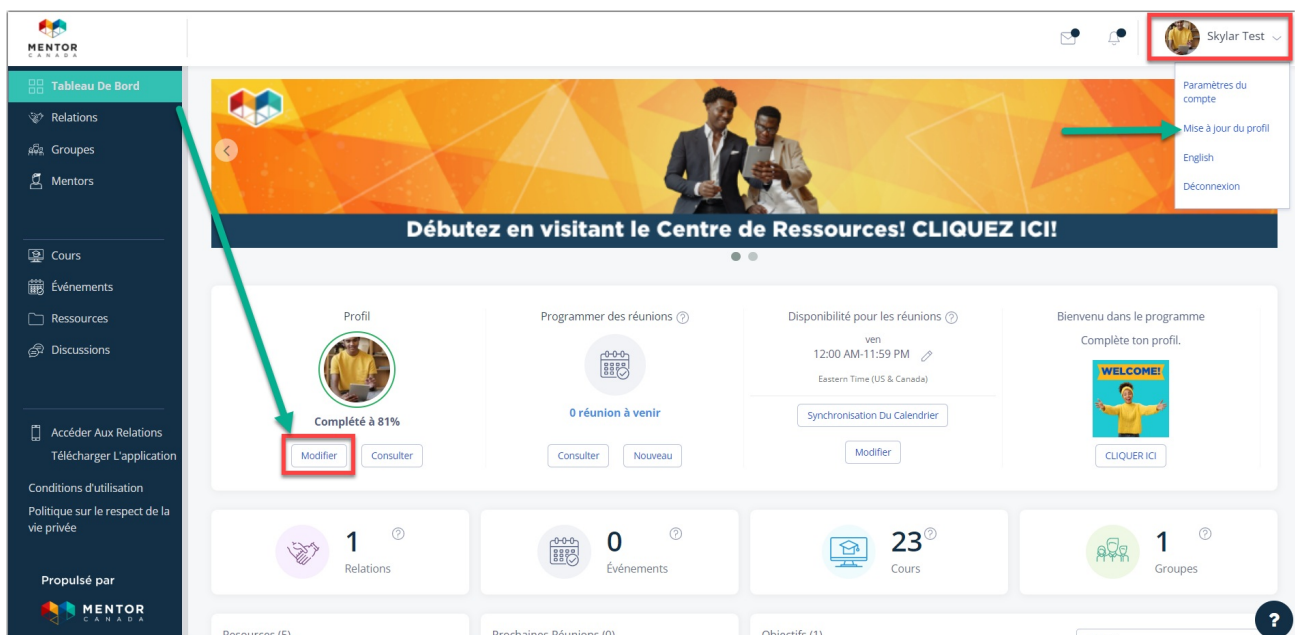 MENTOR
CANADA
Skylar Test
Paramètres du
compte
Mise à jour du profil
English
Déconnexion
Tableau De Bord
Relations
Groupes
Mentors
Cours
Événements
Ressources
Discussions
Accéder Aux Relations
Télécharger L'application
Conditions d'utilisation
Politique sur le respect de la
vie privée
Propulsé par
MENTOR
CANADA
Débutez en visitant le Centre de Ressources! CLIQUEZ ICI!
Profil
Complété à 81%
Modifier
Consulter
Programmer des réunions ?
0 réunion à venir
Consulter
Nouveau
Disponibilité pour les réunions ?
ven
12:00 AM-11:59 PM
Eastern Time (US & Canada)
Synchronisation Du Calendrier
Modifier
Bienvenu dans le programme
Complète ton profil.
WELCOME!
CLIQUER ICI
1 ?
Relations
0 ?
Événements
23 ?
Cours
1 ?
Groupes
Resources (5)
Prochaines Réunions (0)
Objectifs (1)
?